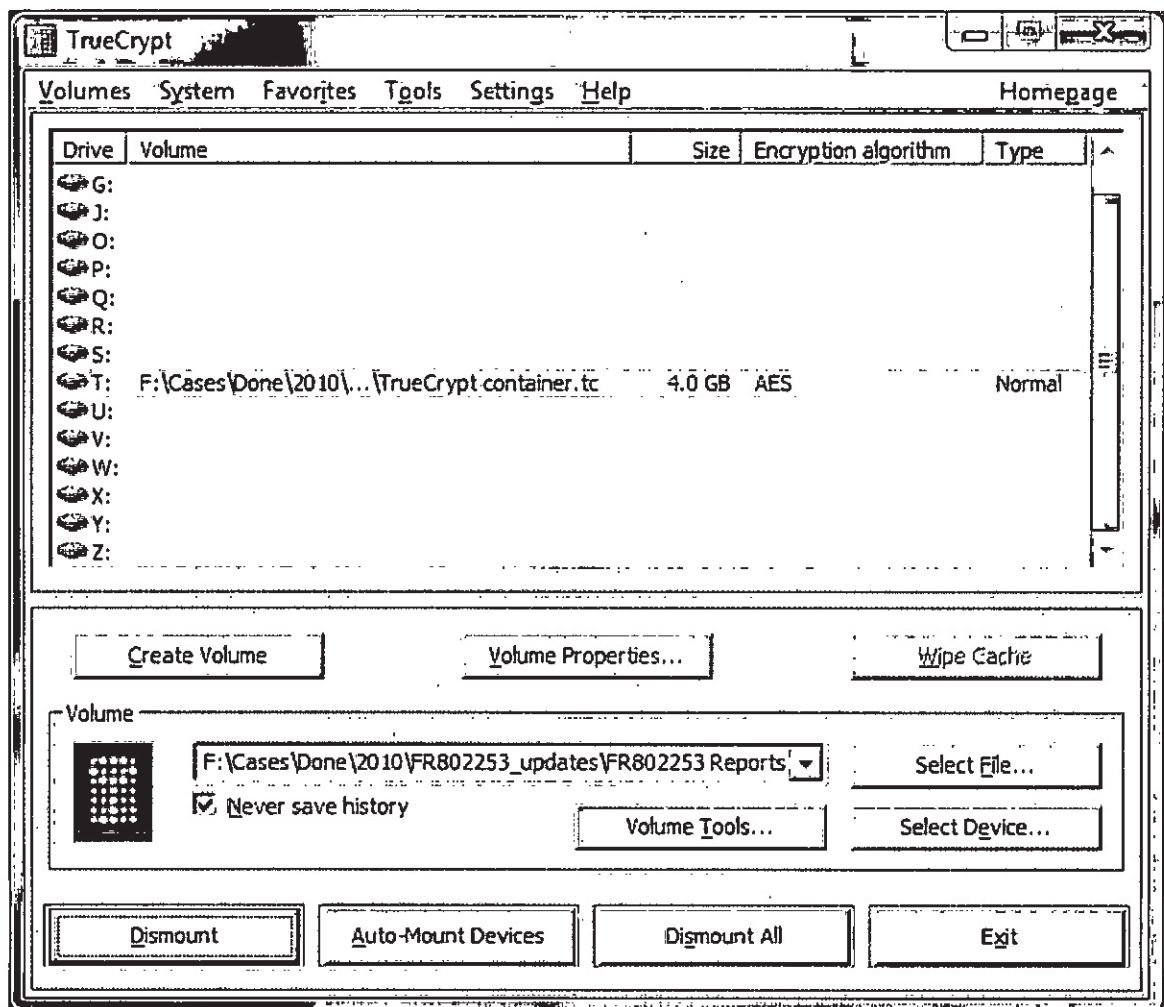 TrueCrypt
Volumes System Favorites Tools Settings Help Homepage
Drive Volume Size Encryption algorithm Type
G:
J:
O:
P:
Q:
R:
S:
T: F:\Cases\Done\2010\...\TrueCrypt container.tc 4.0 GB AES Normal
U:
V:
W:
X:
Y:
Z:
Create Volume Volume Properties... Wipe Cache
Volume
F:\Cases\Done\2010\FR802253_updates\FR802253 Reports Select File...
Never save history
Volume Tools... Select Device...
Dismount Auto-Mount Devices Dismount All Exit